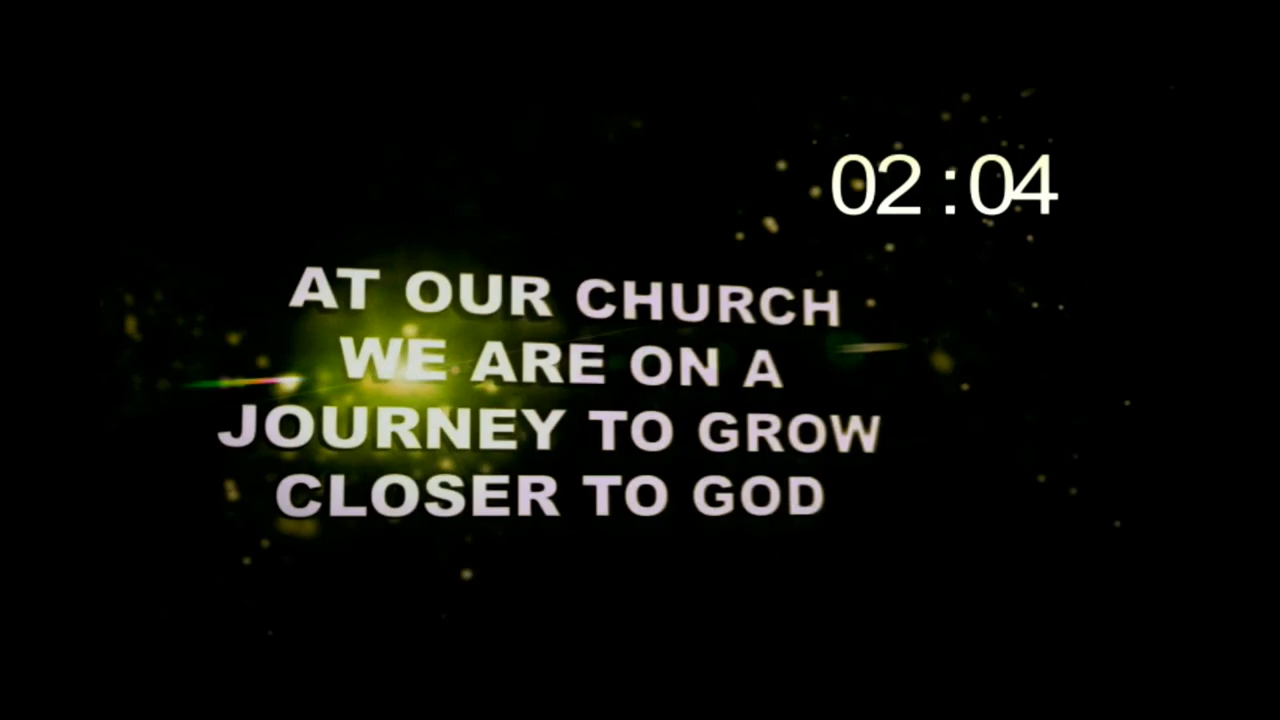 02:04
AT OUR CHURCH
WE ARE ON A
JOURNEY TO GROW
CLOSER TO GOD